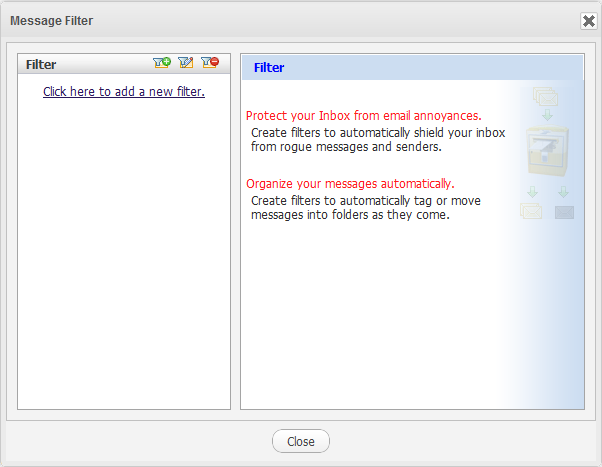 Message Filter
Filter
Click here to add a new filter.
Filter
Protect your Inbox from email annoyances.
Create filters to automatically shield your inbox
from rogue messages and senders.
Organize your messages automatically.
Create filters to automatically tag or move
messages into folders as they come.
Close